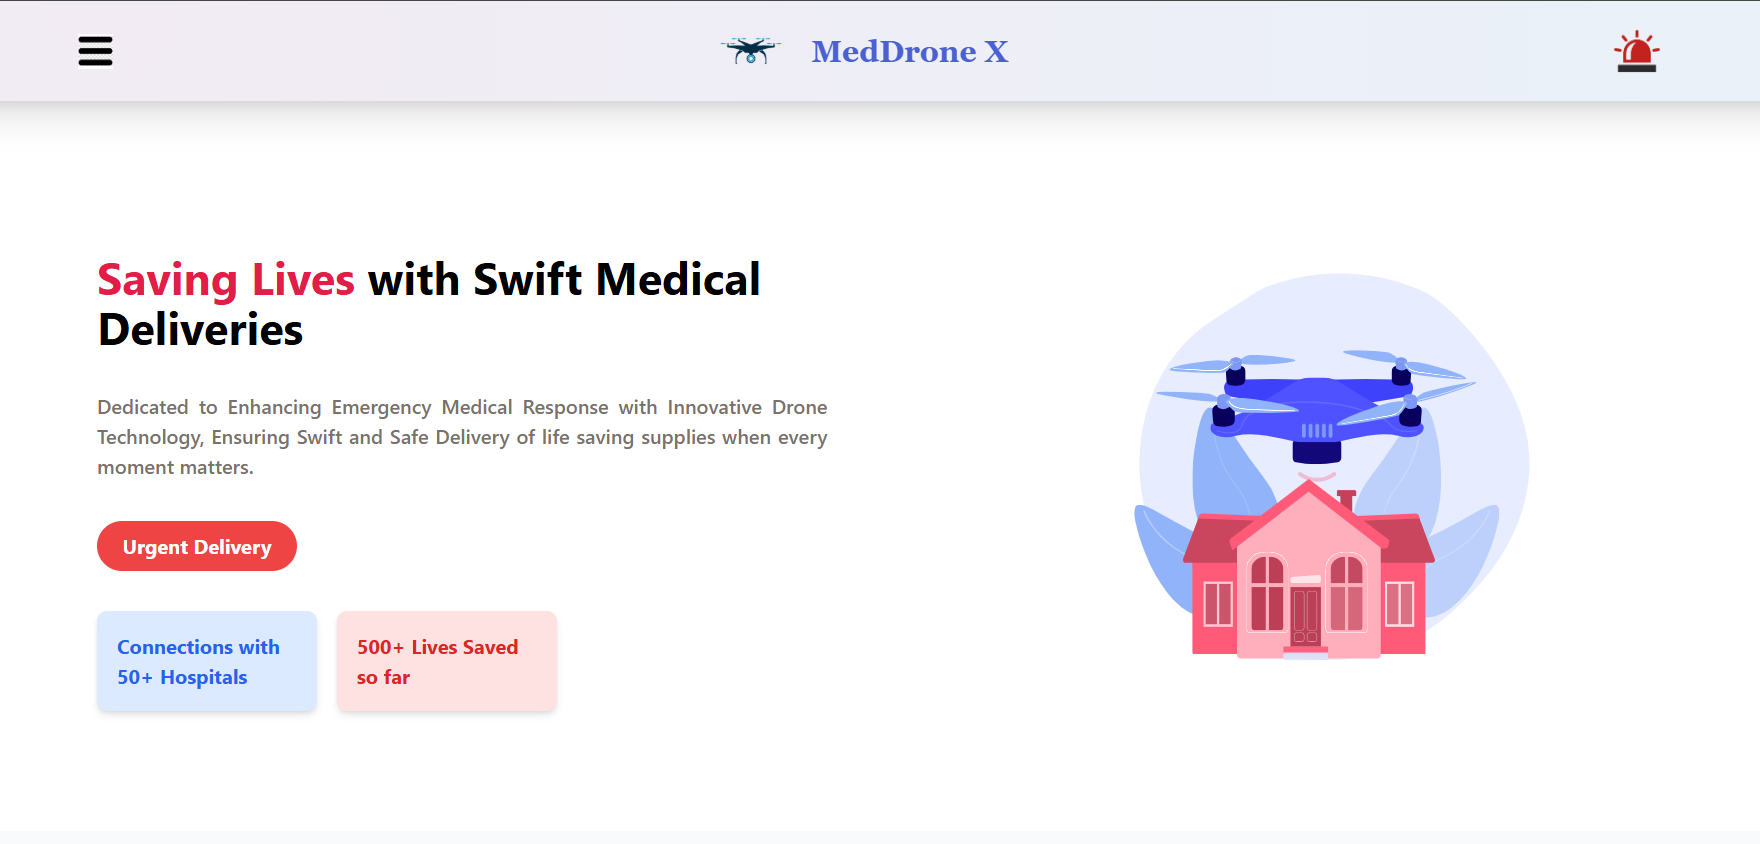 MedDrone X
Saving Lives with Swift Medical
Deliveries
Dedicated to Enhancing Emergency Medical Response with Innovative Drone
Technology, Ensuring Swift and Safe Delivery of life saving supplies when every
moment matters.
Urgent Delivery
Connections with
50+ Hospitals
500+ Lives Saved
so far